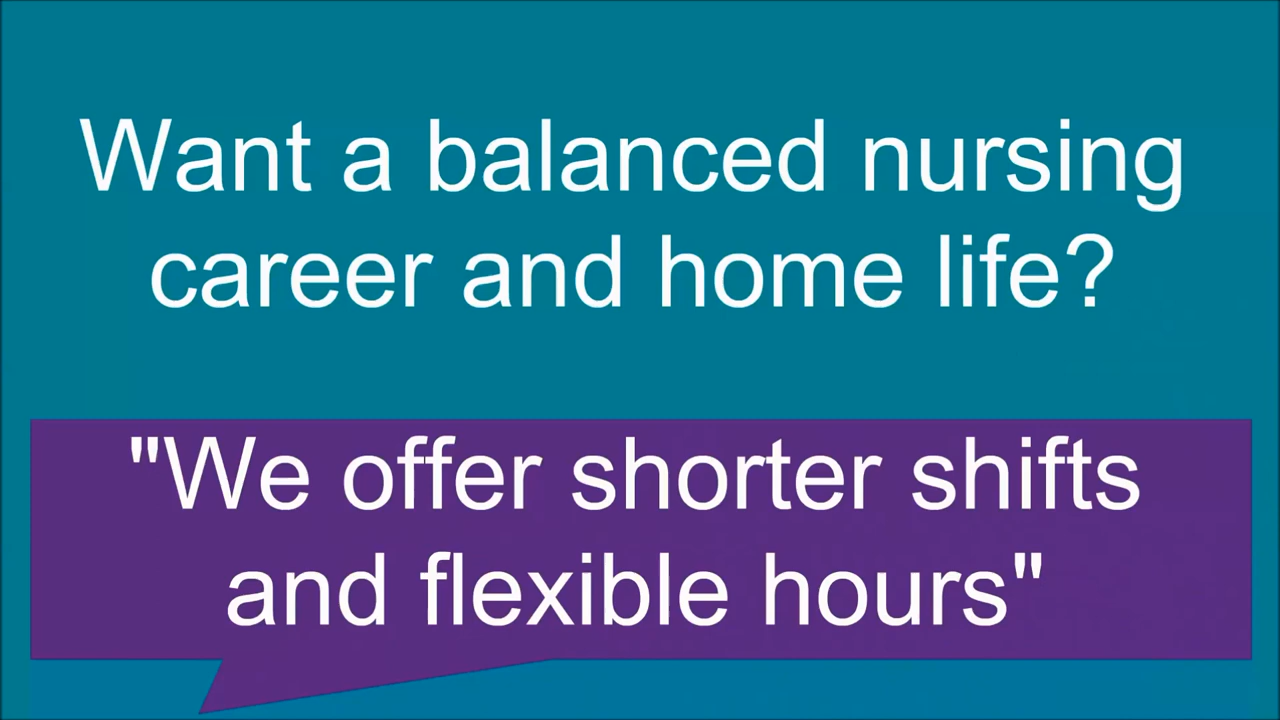 Want a balanced nursing
career and home life?
"We offer shorter shifts
and flexible hours"